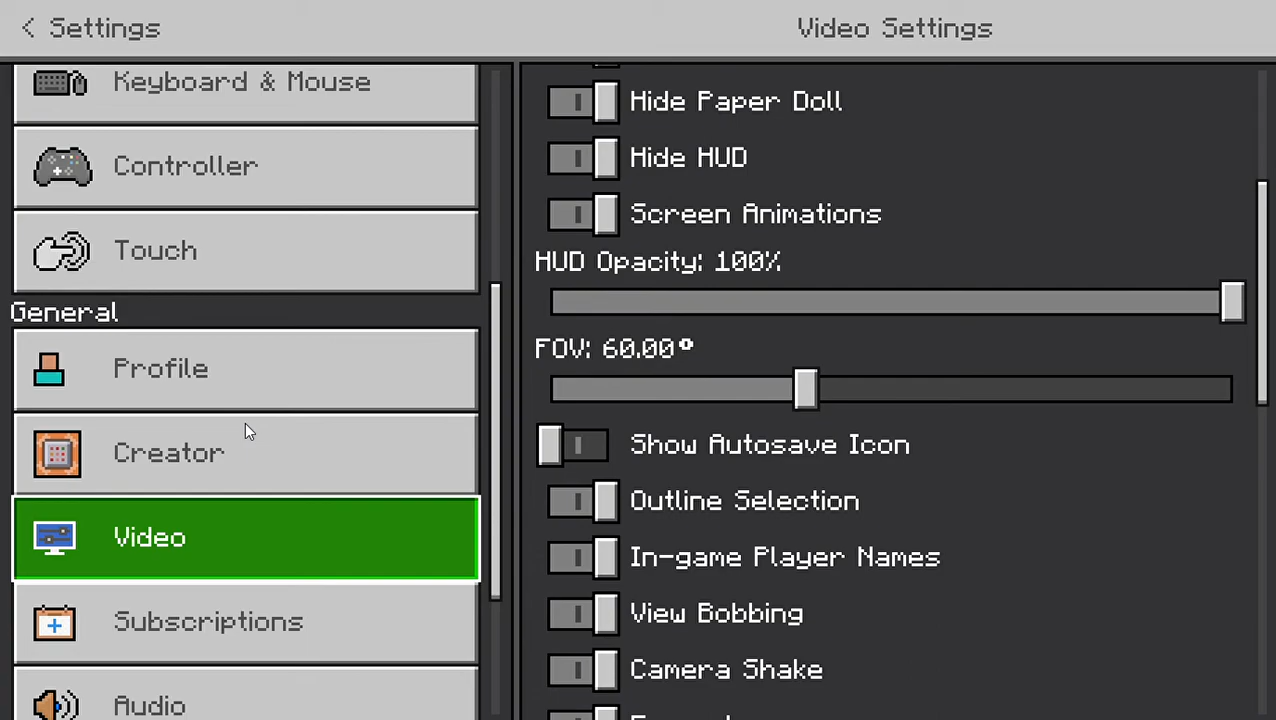 Settings
Video Settings
Keyboard & Mouse
Controller
Touch
General
Profile
Creator
Video
Subscriptions
Audio
Hide Paper Doll
Hide HUD
Screen Animations
HUD Opacity: 100%
FOV: 60.00°
Show Autosave Icon
Outline Selection
In-game Player Names
View Bobbing
Camera Shake